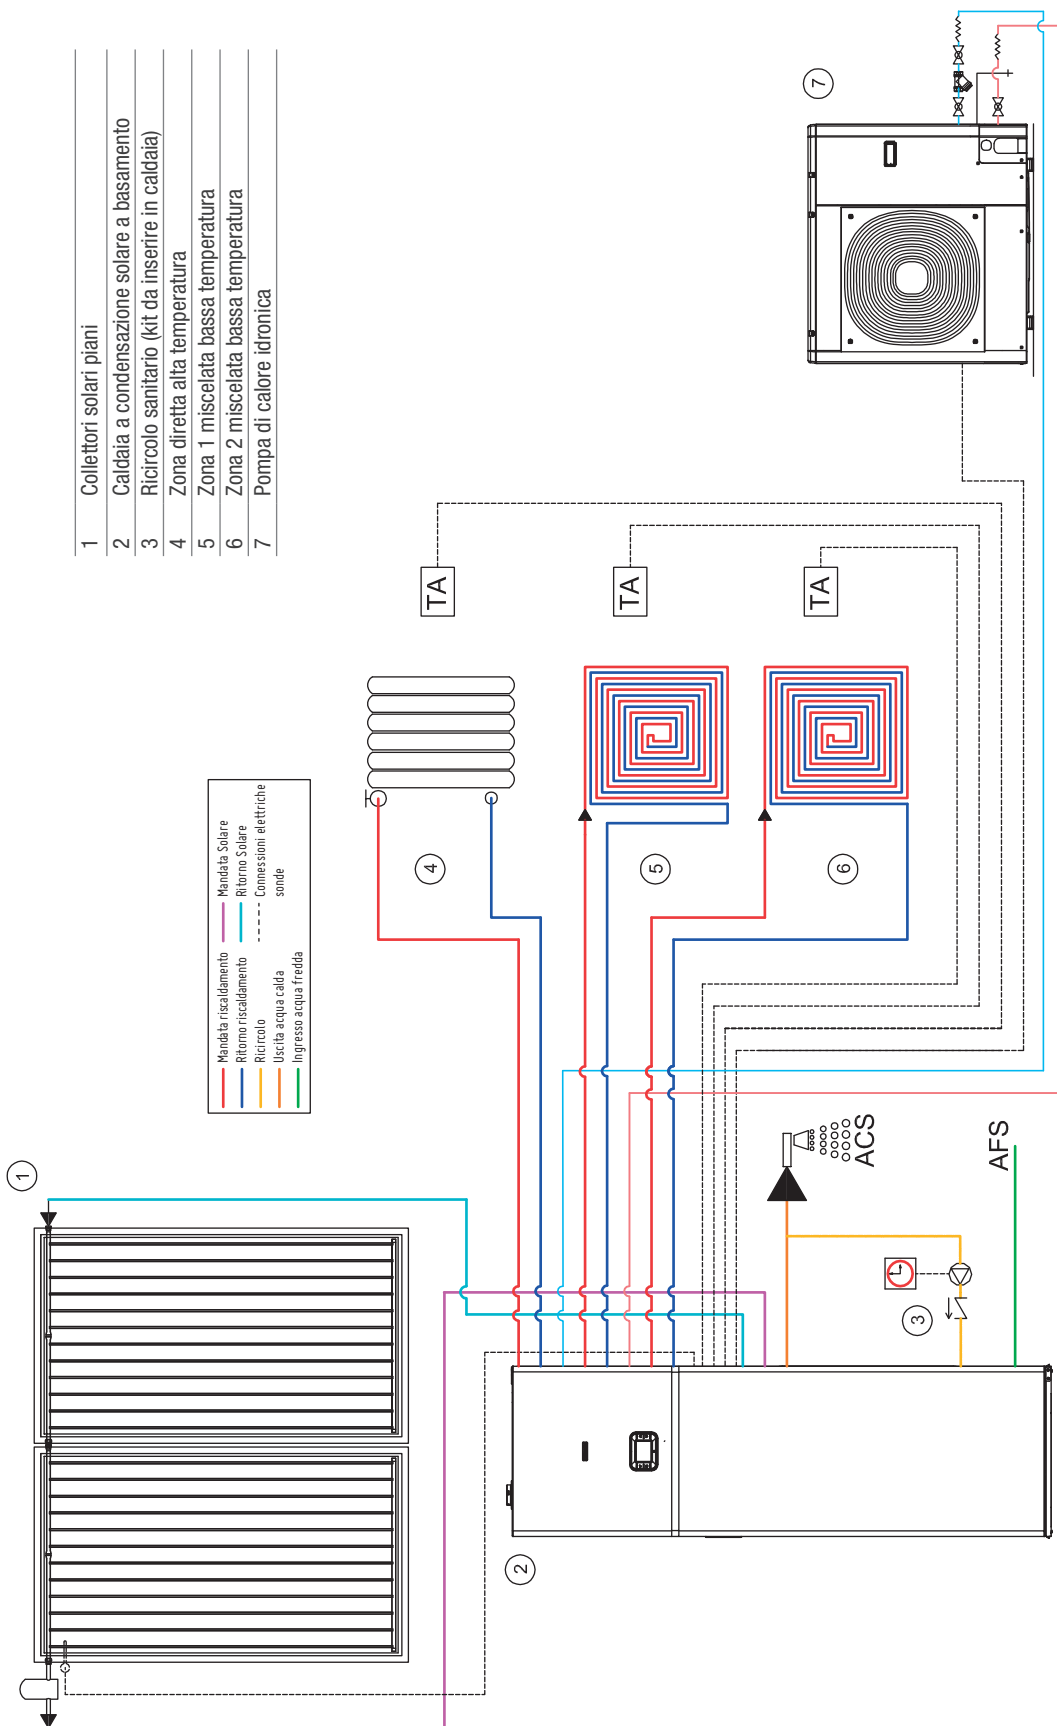 1 Collettori solari piani
2 Caldaia a condensazione solare a basamento
3 Ricircolo sanitario (kit da inserire in caldaia)
4 Zona diretta alta temperatura
5 Zona 1 miscelata bassa temperatura
6 Zona 2 miscelata bassa temperatura
7 Pompa di calore idronica
Mandata riscaldamento
Ritorno riscaldamento
Ricircolo
Uscita acqua calda
Ingresso acqua fredda
Mandata Solare
Ritorno Solare
Connessioni elettriche
sonde
1
2
3
4
5
6
7
TA
TA
TA
ACS
AFS